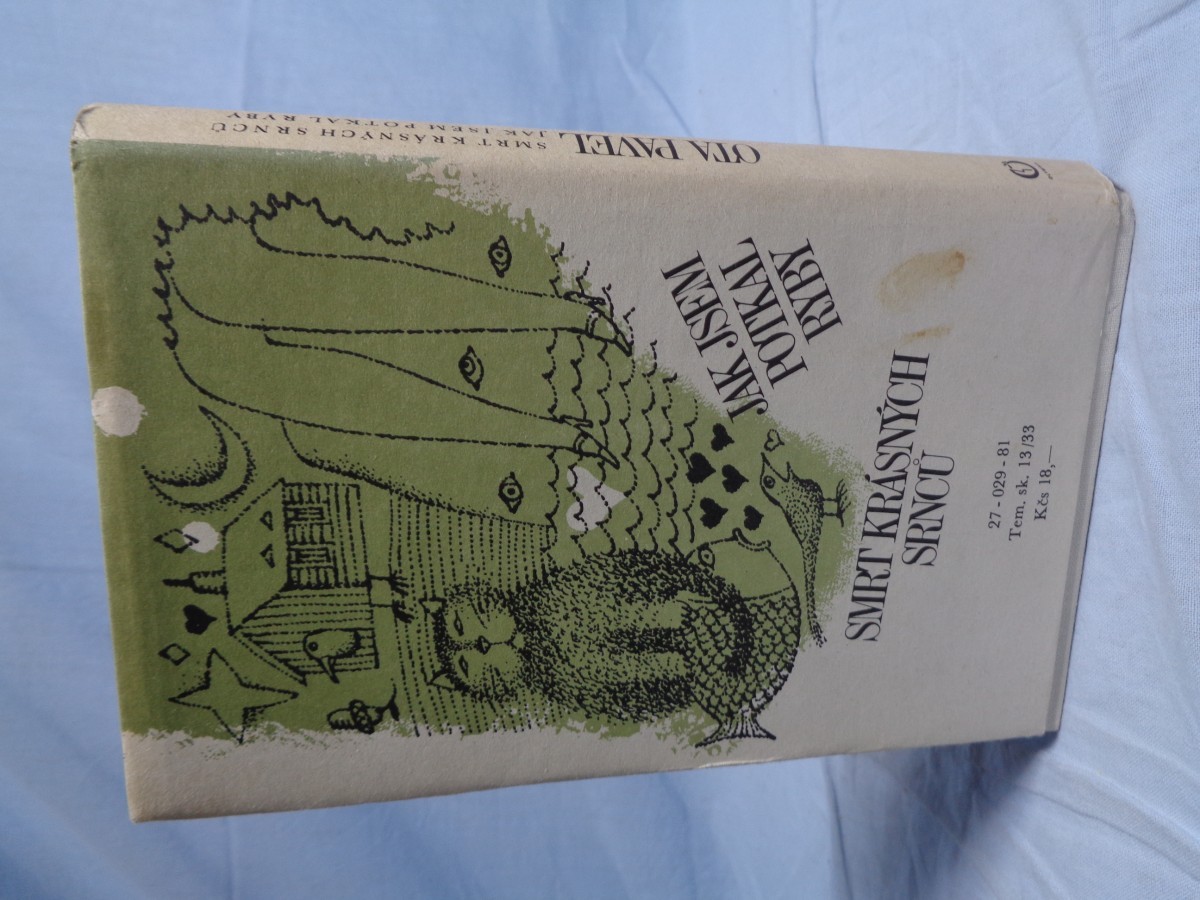 OTA PAVEL
SMRT KRÁSNÝCH SRNCŮ
JAK JSEM POTKAL RYBY
JAK JSEM
POTKAL
RYBY
SMRT KRÁSNÝCH
SRNCŮ
27-029-81
Třem. sk. 13/33
Kčs 18,—